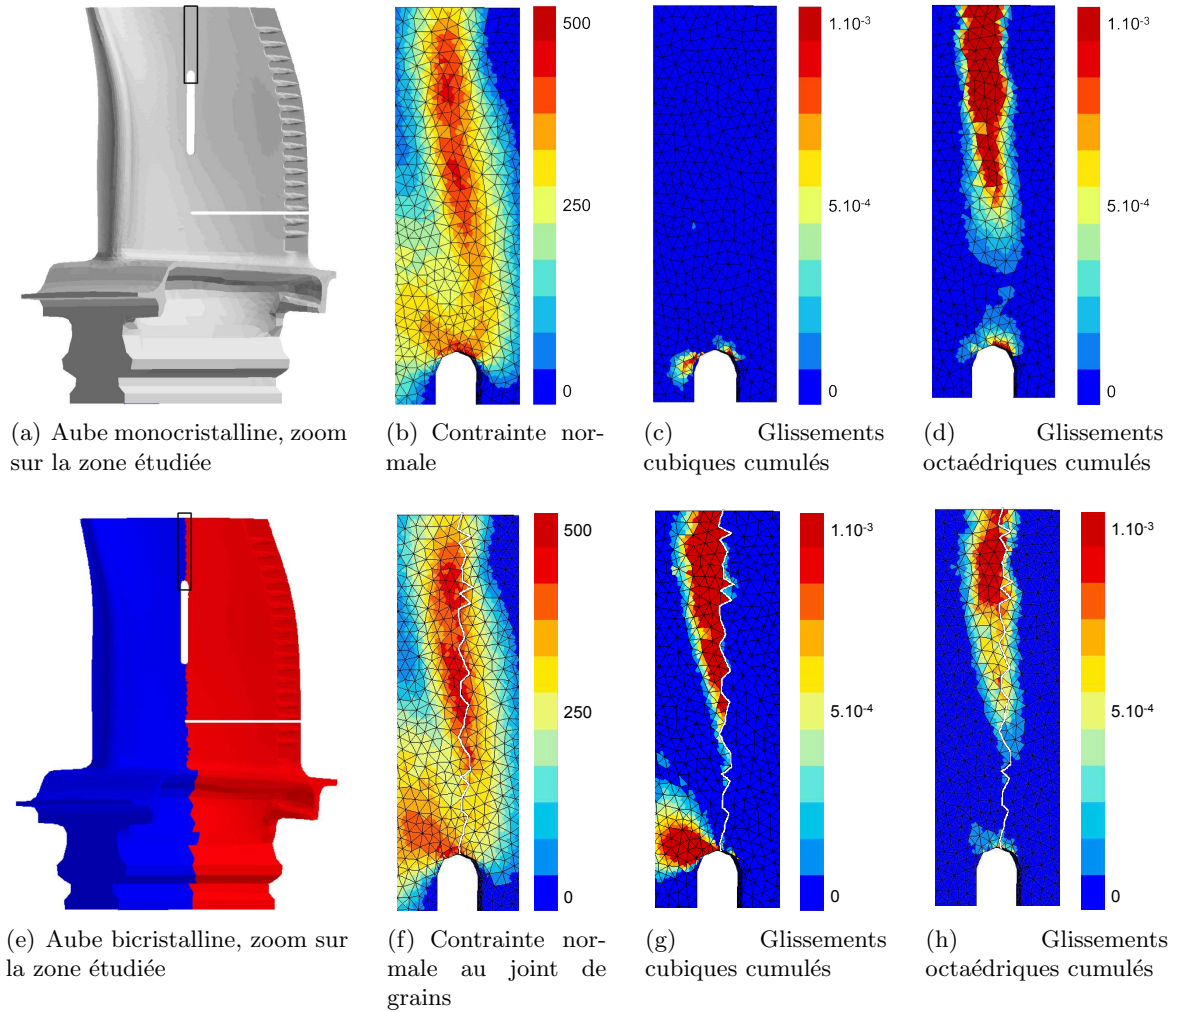 500
250
0
1.10⁻³
5.10⁻⁴
0
1.10⁻³
5.10⁻⁴
0
(a) Aube monocristalline, zoom
sur la zone étudiée
(b) Contrainte nor-
male
(c) Glissements
cubiques cumulés
(d) Glissements
octaédriques cumulés
500
250
0
1.10⁻³
5.10⁻⁴
0
1.10⁻³
5.10⁻⁴
0
(e) Aube bicristalline, zoom sur
la zone étudiée
(f) Contrainte nor-
male au joint de
grains
(g) Glissements
cubiques cumulés
(h) Glissements
octaédriques cumulés